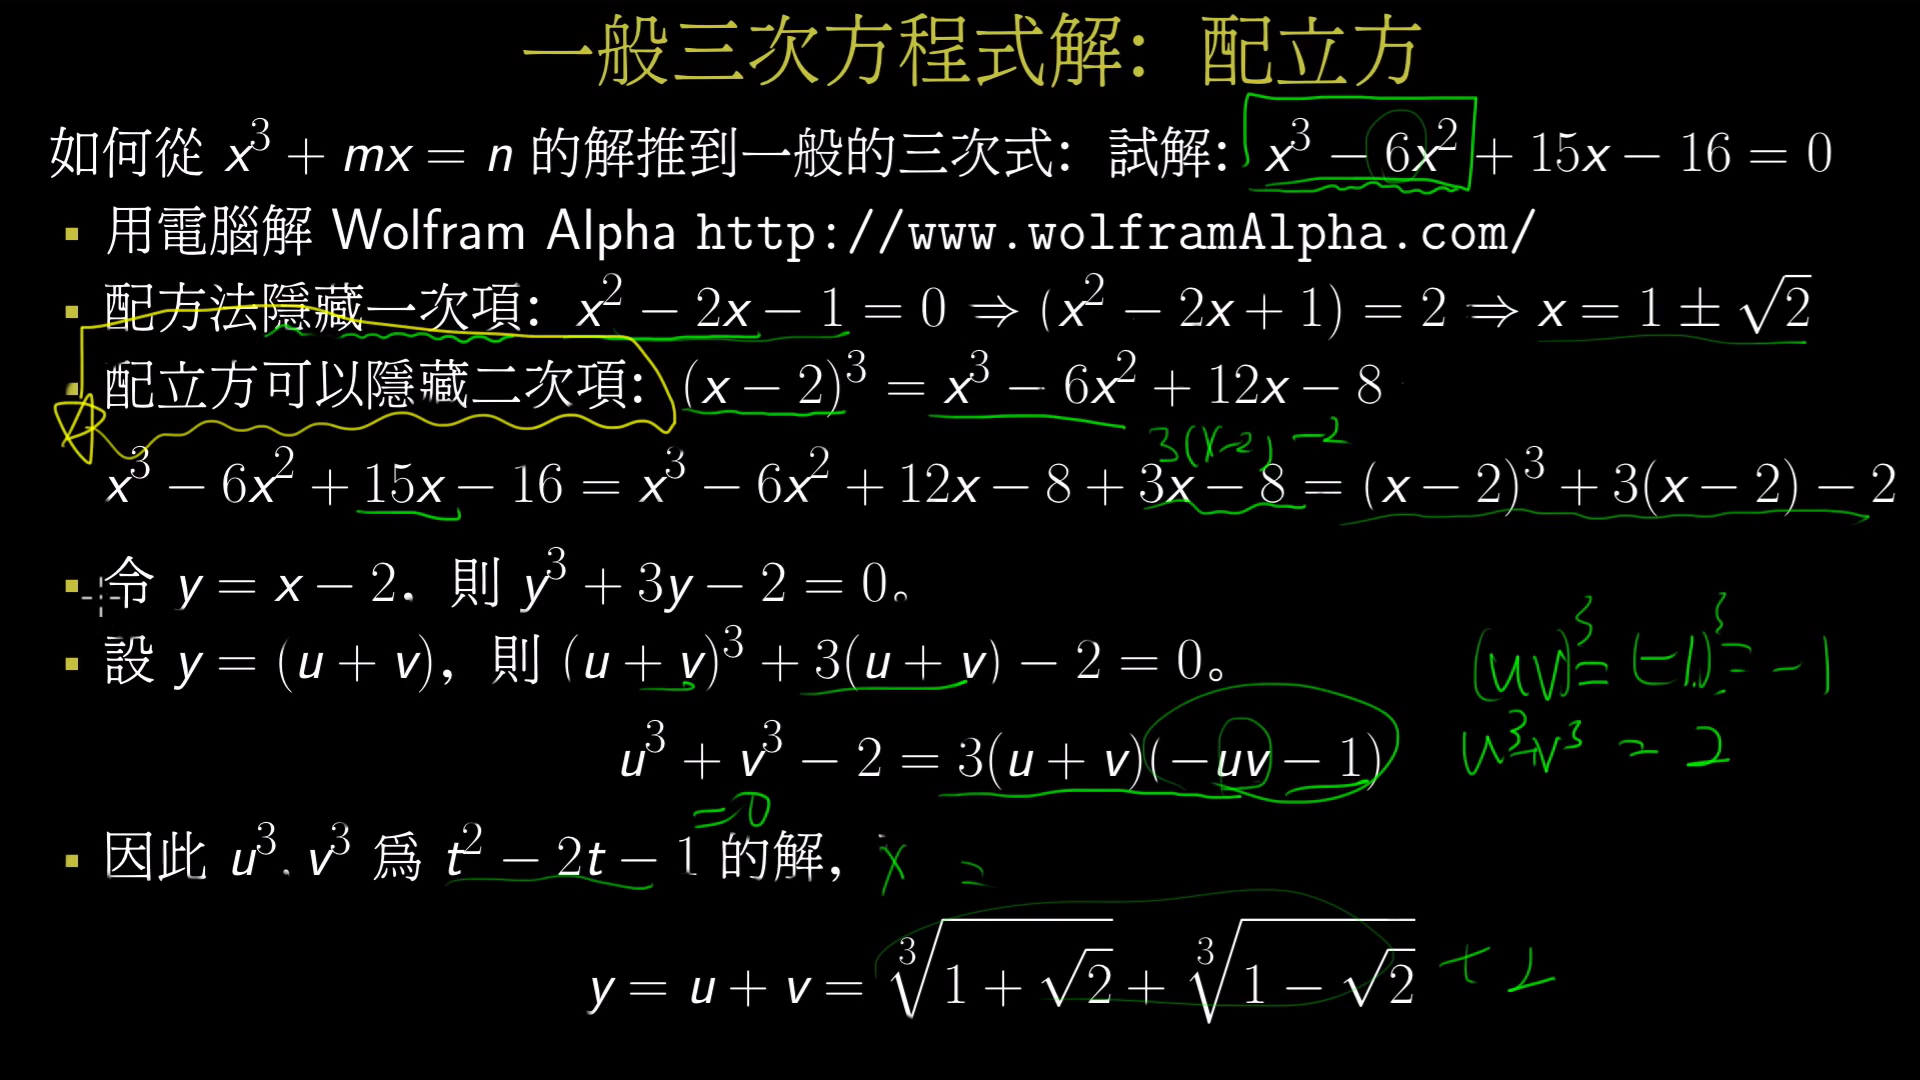 一般三次方程式解：配立方
如何從 x³ + mx = n 的解推到一般的三次式：試解：x³ − 6x² + 15x − 16 = 0
用電腦解 Wolfram Alpha http://www.wolframAlpha.com/
配方法隱藏一次項：x² − 2x − 1 = 0 ⇒ (x² − 2x + 1) = 2 ⇒ x = 1 ± √2
配立方可以隱藏二次項：(x − 2)³ = x³ − 6x² + 12x − 8
3(x−2) −2
x³ − 6x² + 15x − 16 = x³ − 6x² + 12x − 8 + 3x − 8 = (x − 2)³ + 3(x − 2) − 2
令 y = x − 2．則 y³ + 3y − 2 = 0。
設 y = (u + v)，則 (u + v)³ + 3(u + v) − 2 = 0。
(uv)³ = (−1)³ = −1
u³ + v³ − 2 = 3(u + v)(−uv − 1)
u³+v³ = 2
=0
因此 u³．v³ 爲 t² − 2t − 1 的解，
x =
y = u + v = ∛(1 + √2) + ∛(1 − √2) + 2